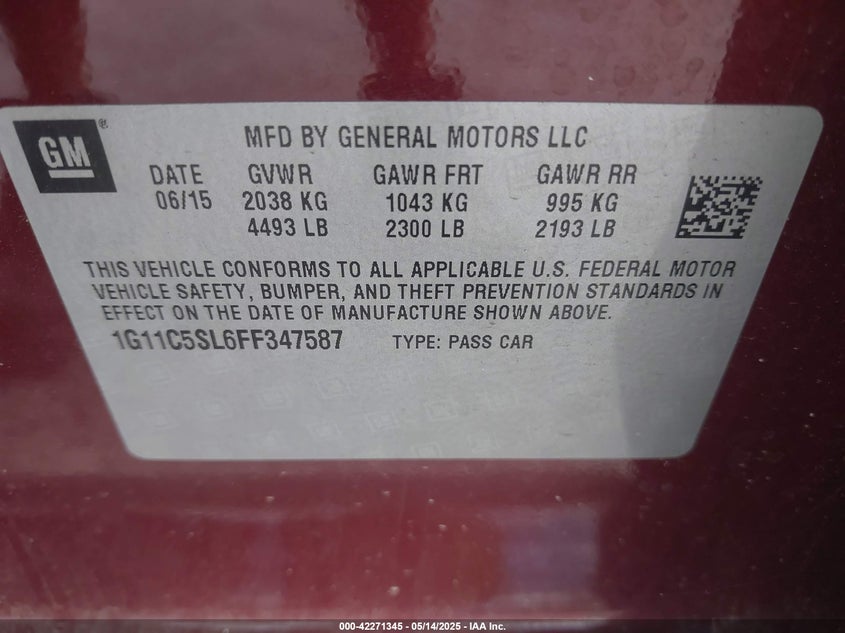 GM ®
MFD BY GENERAL MOTORS LLC
DATE GVWR GAWR FRT GAWR RR
06/15 2038 KG 1043 KG 995 KG
4493 LB 2300 LB 2193 LB
THIS VEHICLE CONFORMS TO ALL APPLICABLE U.S. FEDERAL MOTOR
VEHICLE SAFETY, BUMPER, AND THEFT PREVENTION STANDARDS IN
EFFECT ON THE DATE OF MANUFACTURE SHOWN ABOVE.
1G11C5SL6FF347587 TYPE: PASS CAR
000-42271345 - 05/14/2025 - IAA Inc.